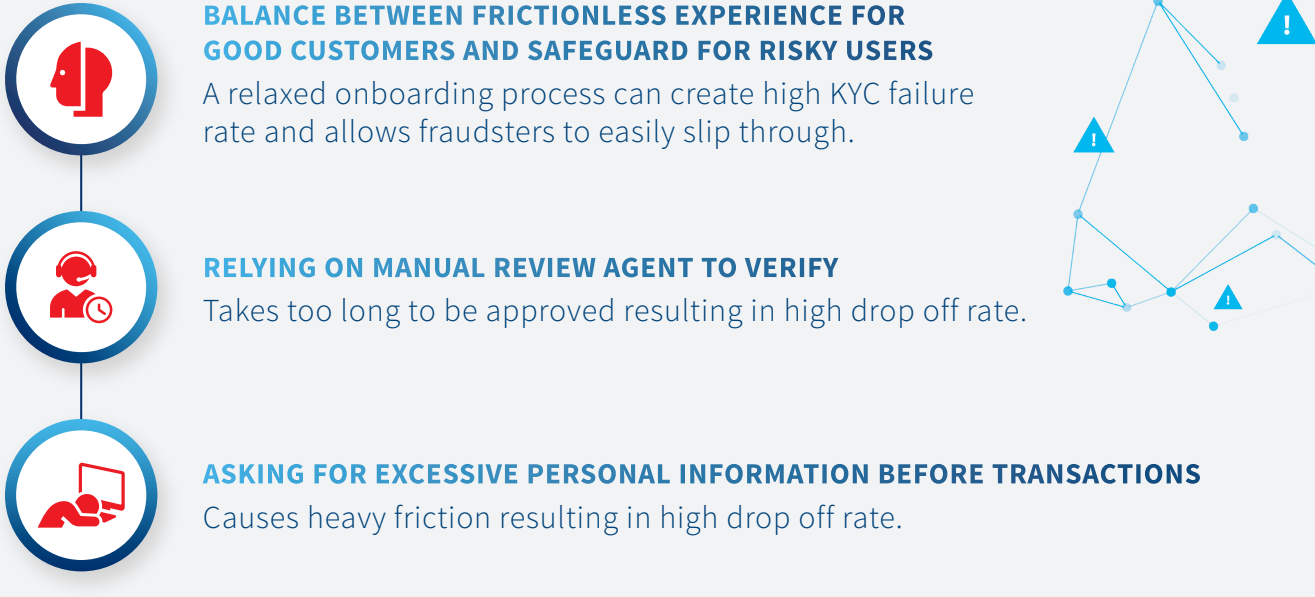 BALANCE BETWEEN FRICTIONLESS EXPERIENCE FOR
GOOD CUSTOMERS AND SAFEGUARD FOR RISKY USERS
A relaxed onboarding process can create high KYC failure
rate and allows fraudsters to easily slip through.
RELYING ON MANUAL REVIEW AGENT TO VERIFY
Takes too long to be approved resulting in high drop off rate.
ASKING FOR EXCESSIVE PERSONAL INFORMATION BEFORE TRANSACTIONS
Causes heavy friction resulting in high drop off rate.